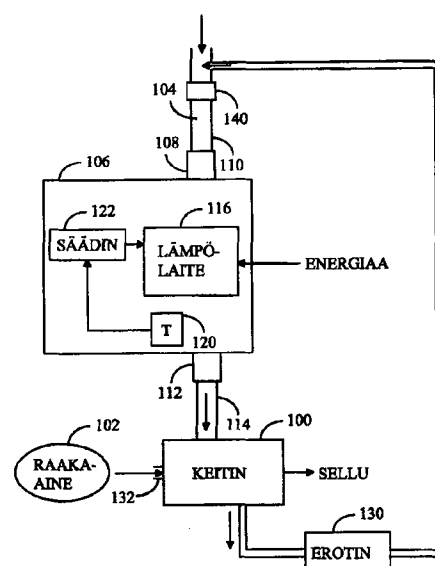 104
140
108
110
106
122
116
SÄÄDIN
LÄMPÖ-
LAITE
ENERGIAA
T
120
112
114
100
102
RAAKA-
AINE
132
KEITIN
SELLU
130
EROTIN